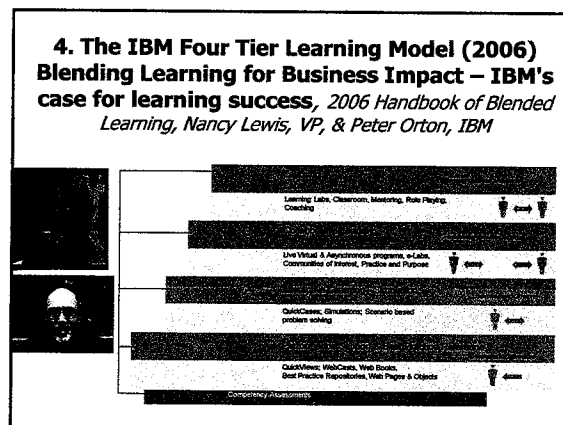 4. The IBM Four Tier Learning Model (2006)
Blending Learning for Business Impact – IBM's
case for learning success, 2006 Handbook of Blended
Learning, Nancy Lewis, VP, & Peter Orton, IBM
Learning Labs, Classroom, Mentoring, Role Playing,
Coaching
Live Virtual & Asynchronous programs, e-Labs,
Communities of Interest, Practice and Purpose
QuickCases; Simulations; Scenario based
problem solving
QuickViews; WebCasts, Web Books,
Best Practice Repositories, Web Pages & Objects
Competency Assessments